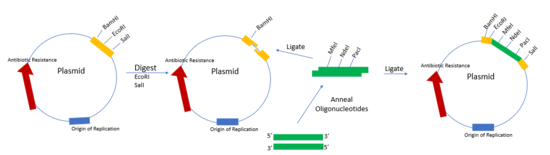 BamHI
EcoRI
SalI
Antibiotic Resistance
Plasmid
Origin of Replication
Digest
EcoRI
SalI
BamHI
Antibiotic Resistance
Plasmid
Origin of Replication
Ligate
MfeI
NdeI
PacI
Anneal
Oligonucleotides
5' 3'
3' 5'
Ligate
BamHI
EcoRI
MfeI
NdeI
PacI
SalI
Antibiotic Resistance
Plasmid
Origin of Replication